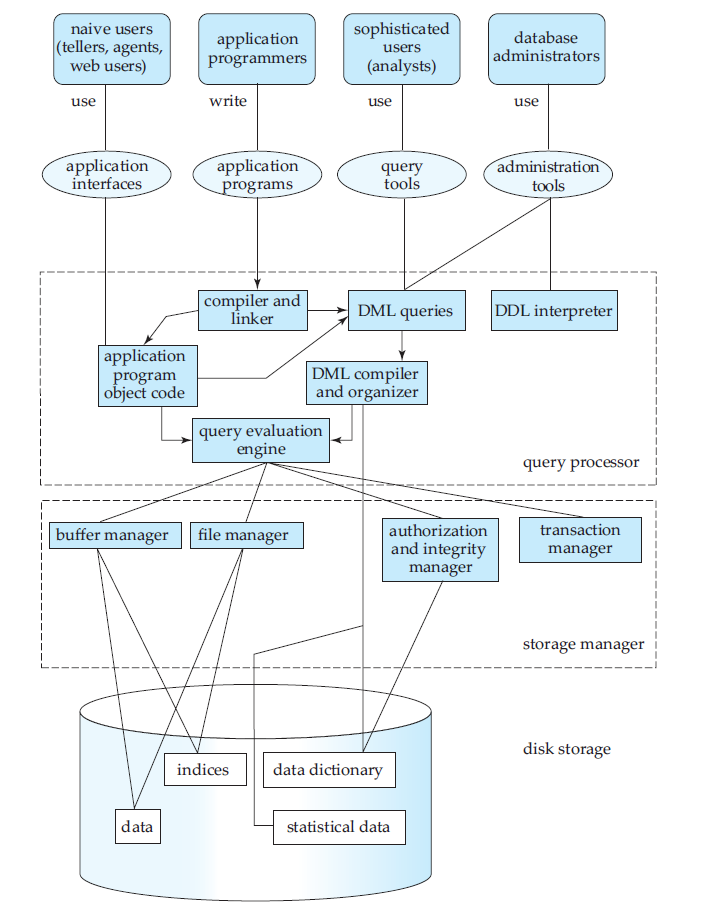 naive users
(tellers, agents,
web users)
application
programmers
sophisticated
users
(analysts)
database
administrators
use
write
use
use
application
interfaces
application
programs
query
tools
administration
tools
compiler and
linker
DML queries
DDL interpreter
application
program
object code
DML compiler
and organizer
query evaluation
engine
query processor
buffer manager
file manager
authorization
and integrity
manager
transaction
manager
storage manager
disk storage
indices
data dictionary
data
statistical data